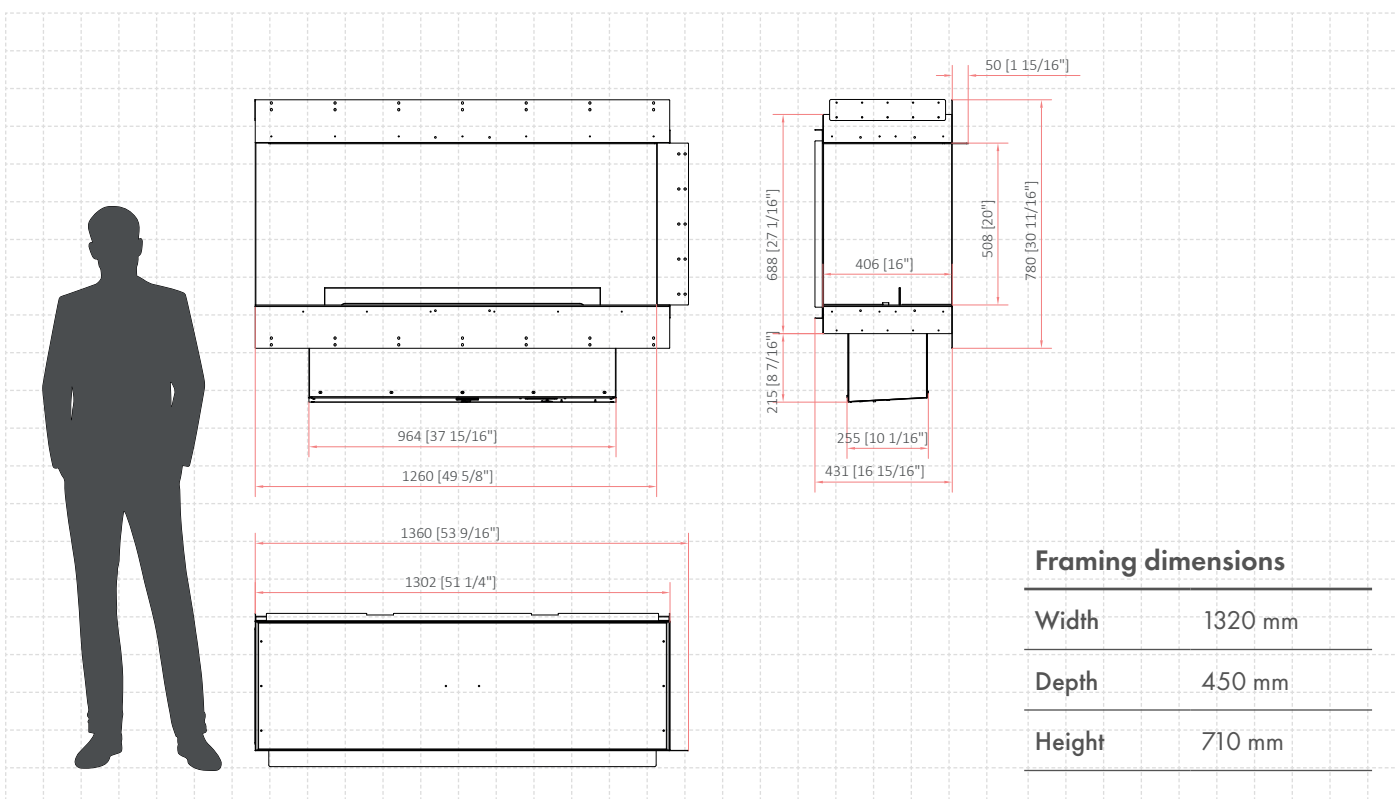 50 [1 15/16"]
688 [27 1/16"]
406 [16"]
508 [20"]
780 [30 11/16"]
215 [8 7/16"]
964 [37 15/16"]
255 [10 1/16"]
1260 [49 5/8"]
431 [16 15/16"]
1360 [53 9/16"]
1302 [51 1/4"]
Framing dimensions
Width 1320 mm
Depth 450 mm
Height 710 mm